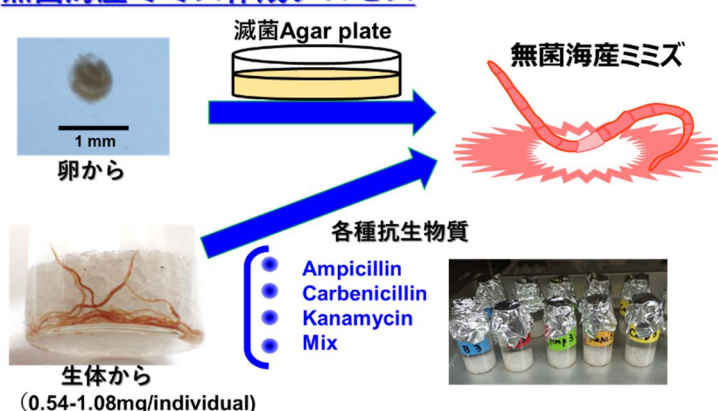 滅菌Agar plate
無菌海産ミミズ
1 mm
卵から
各種抗生物質
Ampicillin
Carbenicillin
Kanamycin
Mix
生体から
（0.54-1.08mg/individual)
B 3